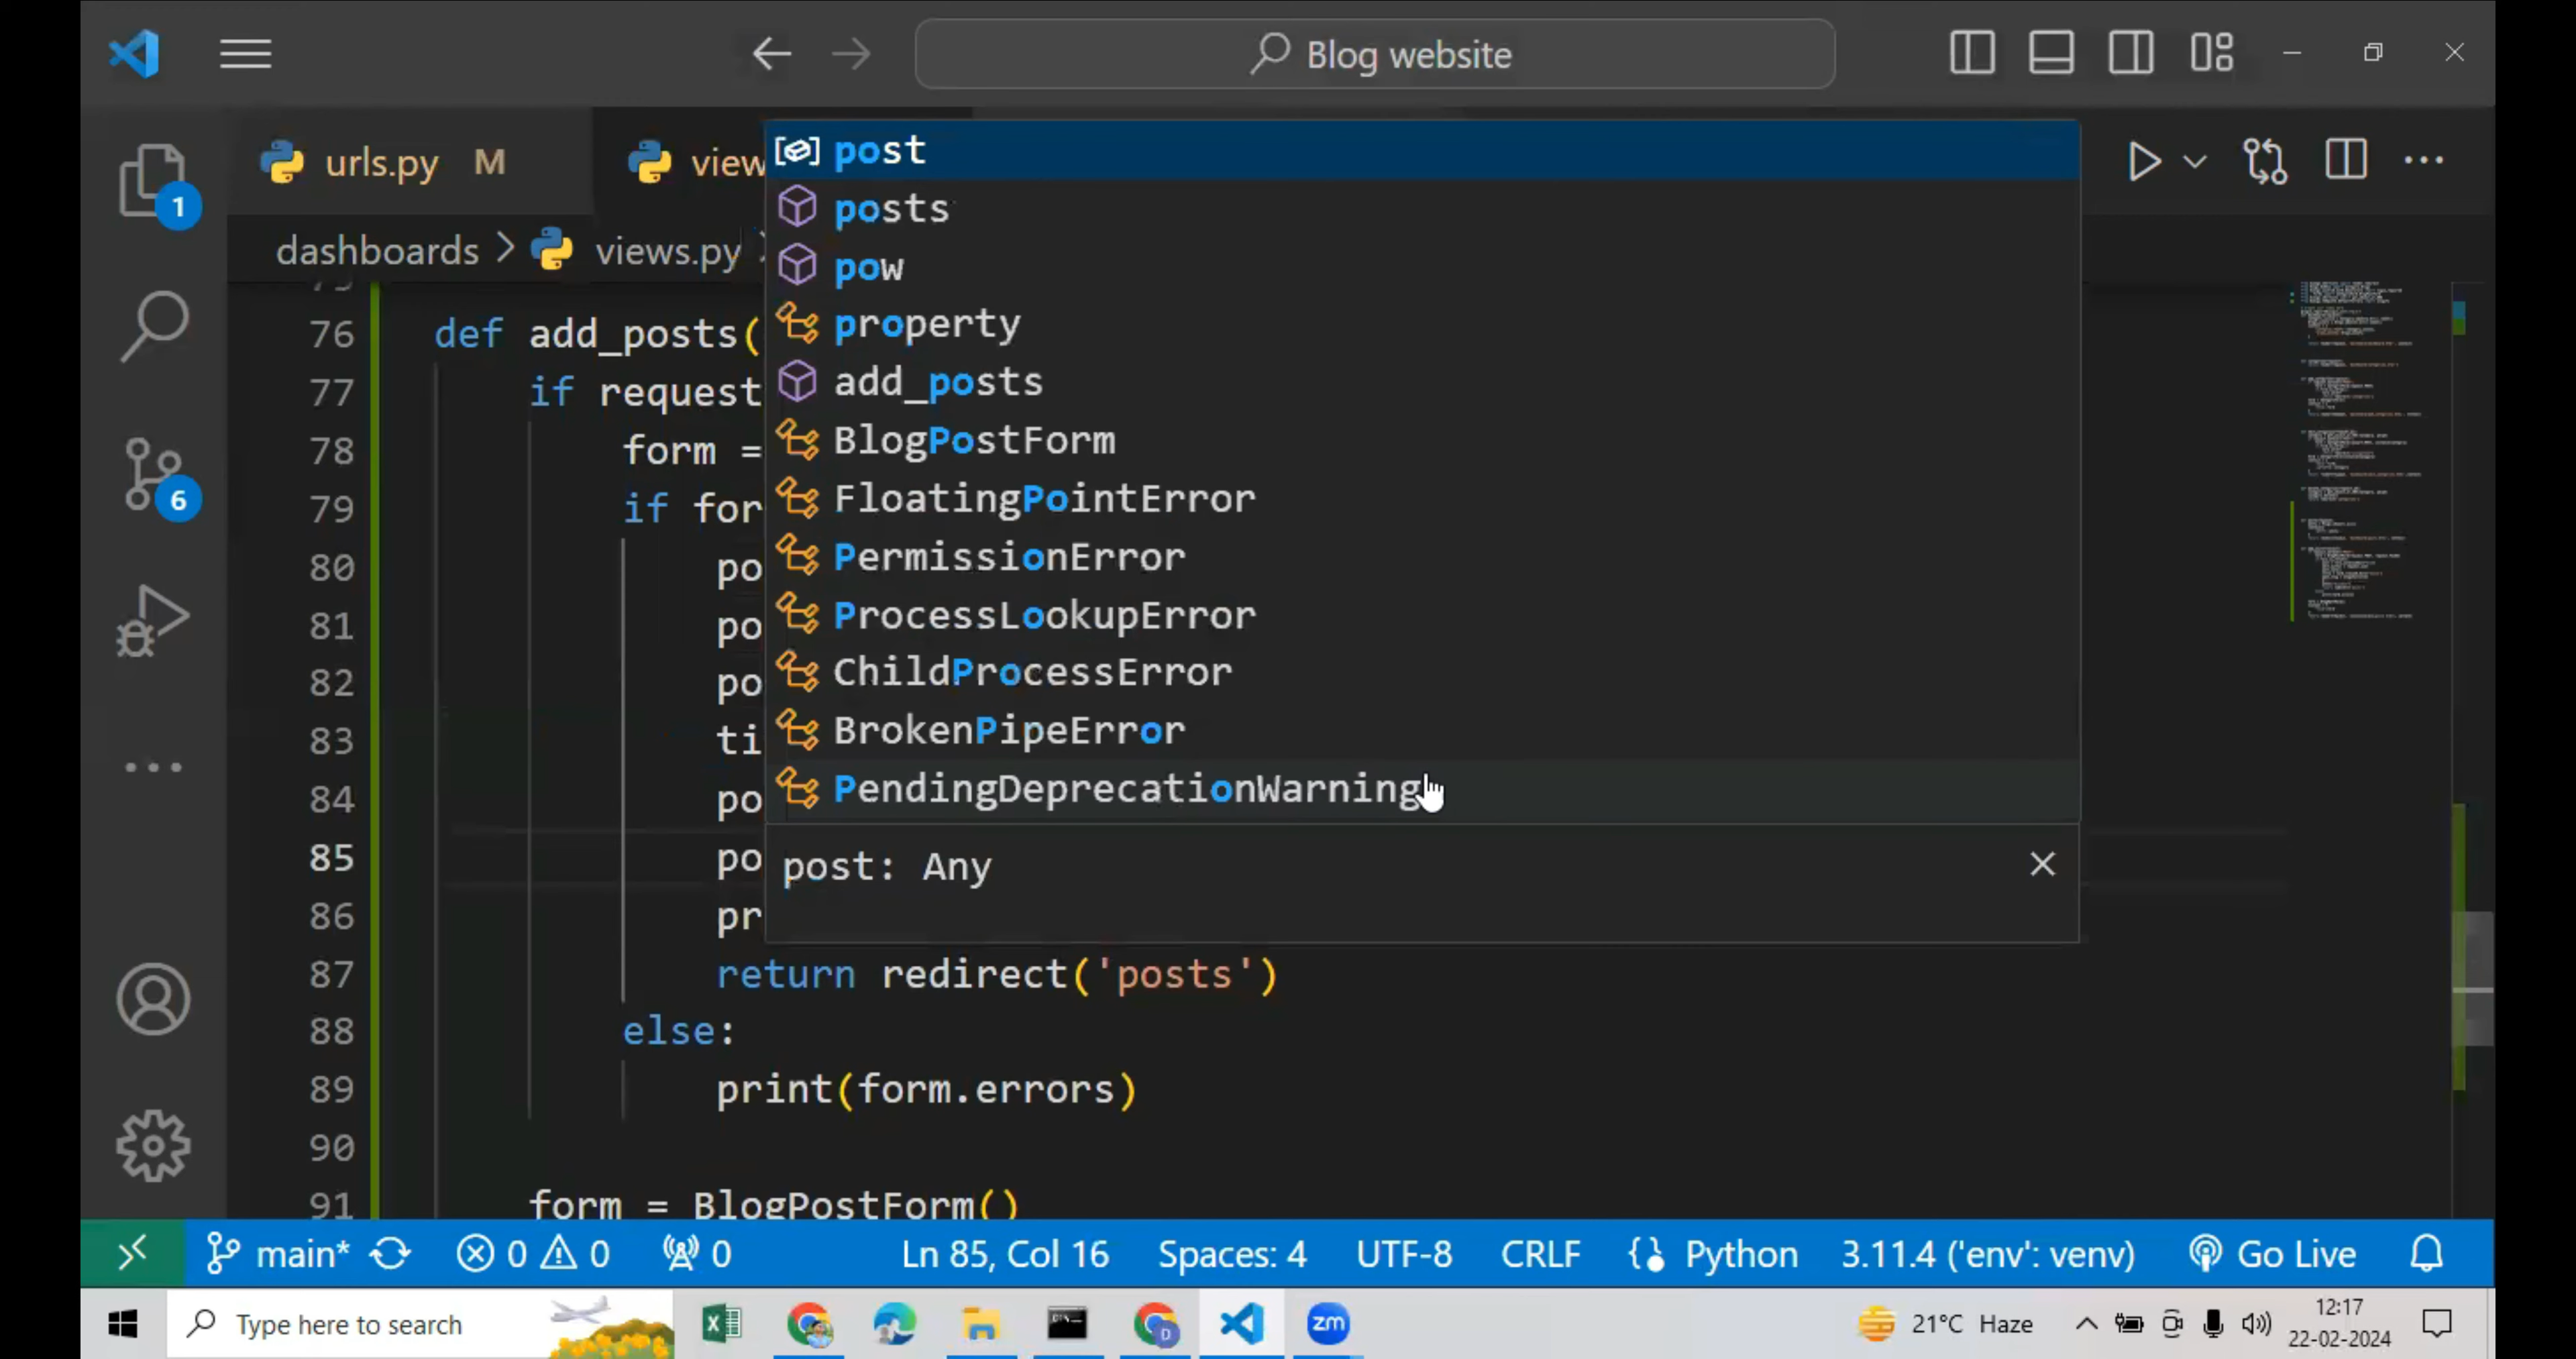 Blog website
urls.py M
view
dashboards > views.py
post
posts
pow
property
add_posts
BlogPostForm
FloatingPointError
PermissionError
ProcessLookupError
ChildProcessError
BrokenPipeError
PendingDeprecationWarning
post: Any
1
6
76 def add_posts(
77 if request
78 form =
79 if for
80 po
81 po
82 po
83 ti
84 po
85 po
86 pr
87 return redirect('posts')
88 else:
89 print(form.errors)
90
91 form = BlogPostForm()
main* 0 0 0 Ln 85, Col 16 Spaces: 4 UTF-8 CRLF Python 3.11.4 ('env': venv) Go Live
Type here to search
zm
21°C Haze
12:17
22-02-2024